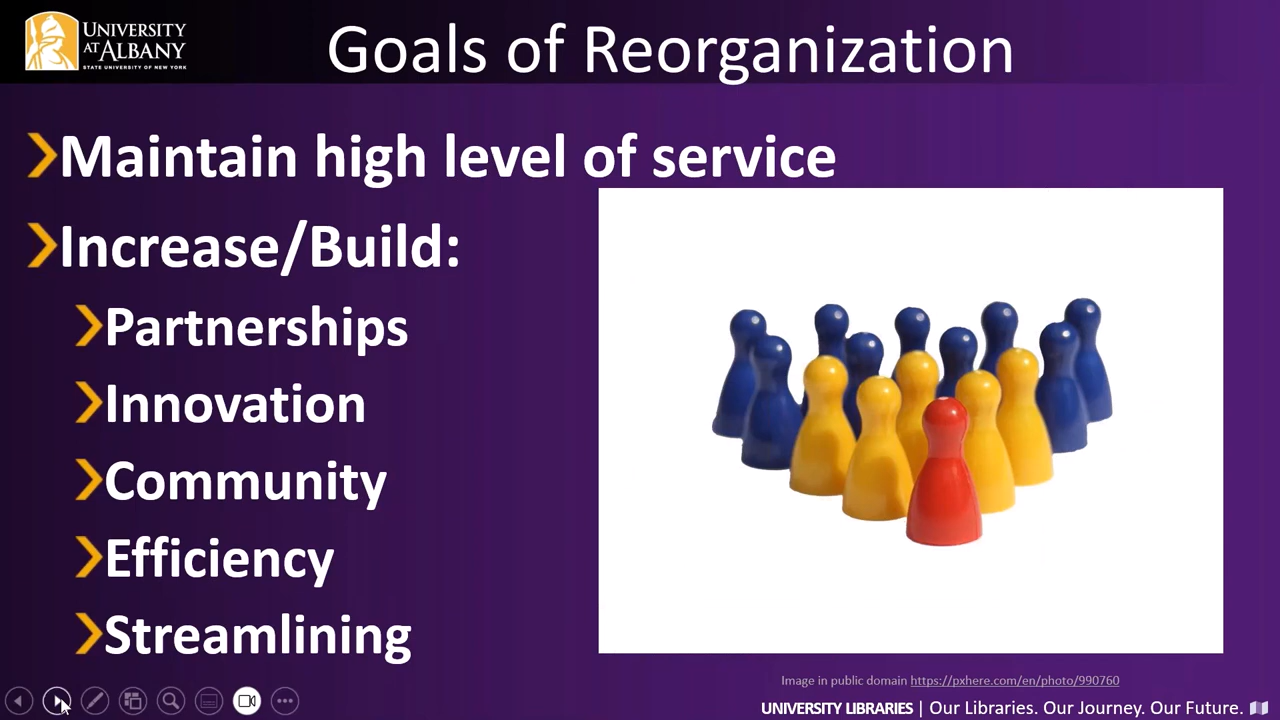 UNIVERSITY
AT ALBANY
STATE UNIVERSITY OF NEW YORK
Goals of Reorganization
Maintain high level of service
Increase/Build:
Partnerships
Innovation
Community
Efficiency
Streamlining
Image in public domain https://pxhere.com/en/photo/990760
UNIVERSITY LIBRARIES | Our Libraries. Our Journey. Our Future.